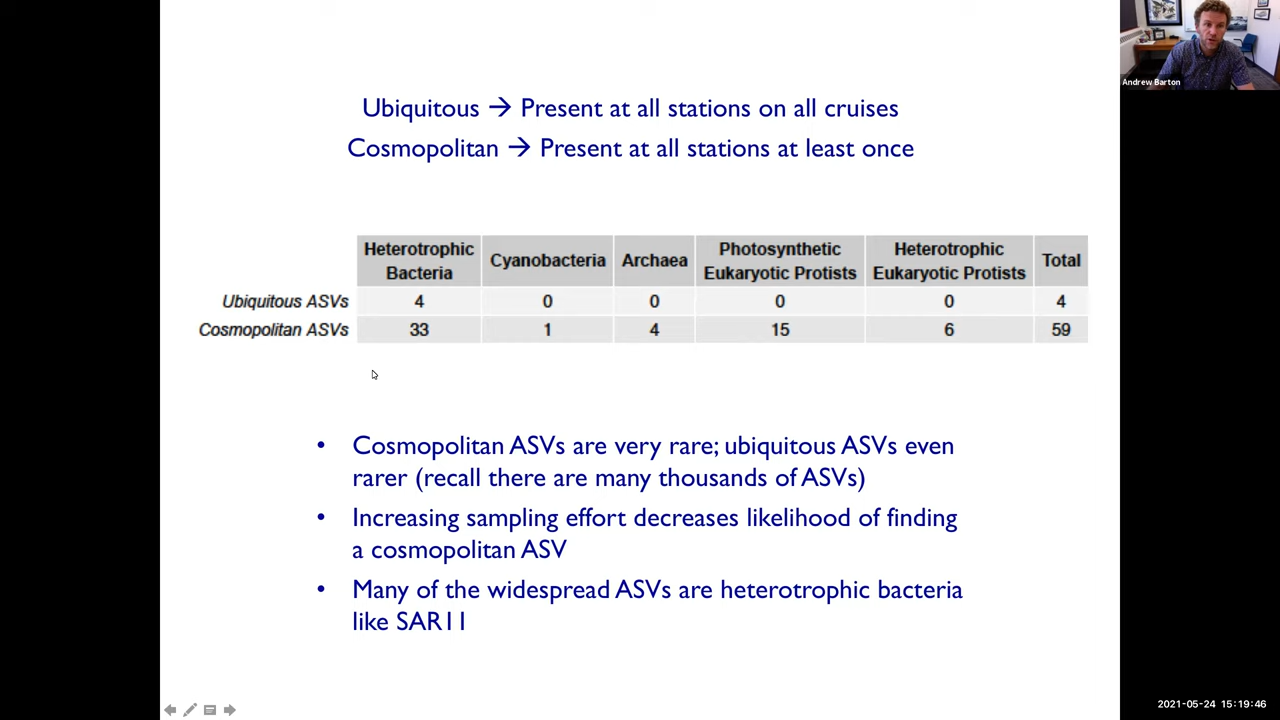 Andrew Barton
Ubiquitous → Present at all stations on all cruises
Cosmopolitan → Present at all stations at least once
Heterotrophic Bacteria Cyanobacteria Archaea Photosynthetic Eukaryotic Protists Heterotrophic Eukaryotic Protists Total
Ubiquitous ASVs 4 0 0 0 0 4
Cosmopolitan ASVs 33 1 4 15 6 59
• Cosmopolitan ASVs are very rare; ubiquitous ASVs even
rarer (recall there are many thousands of ASVs)
• Increasing sampling effort decreases likelihood of finding
a cosmopolitan ASV
• Many of the widespread ASVs are heterotrophic bacteria
like SAR11
2021-05-24 15:19:46